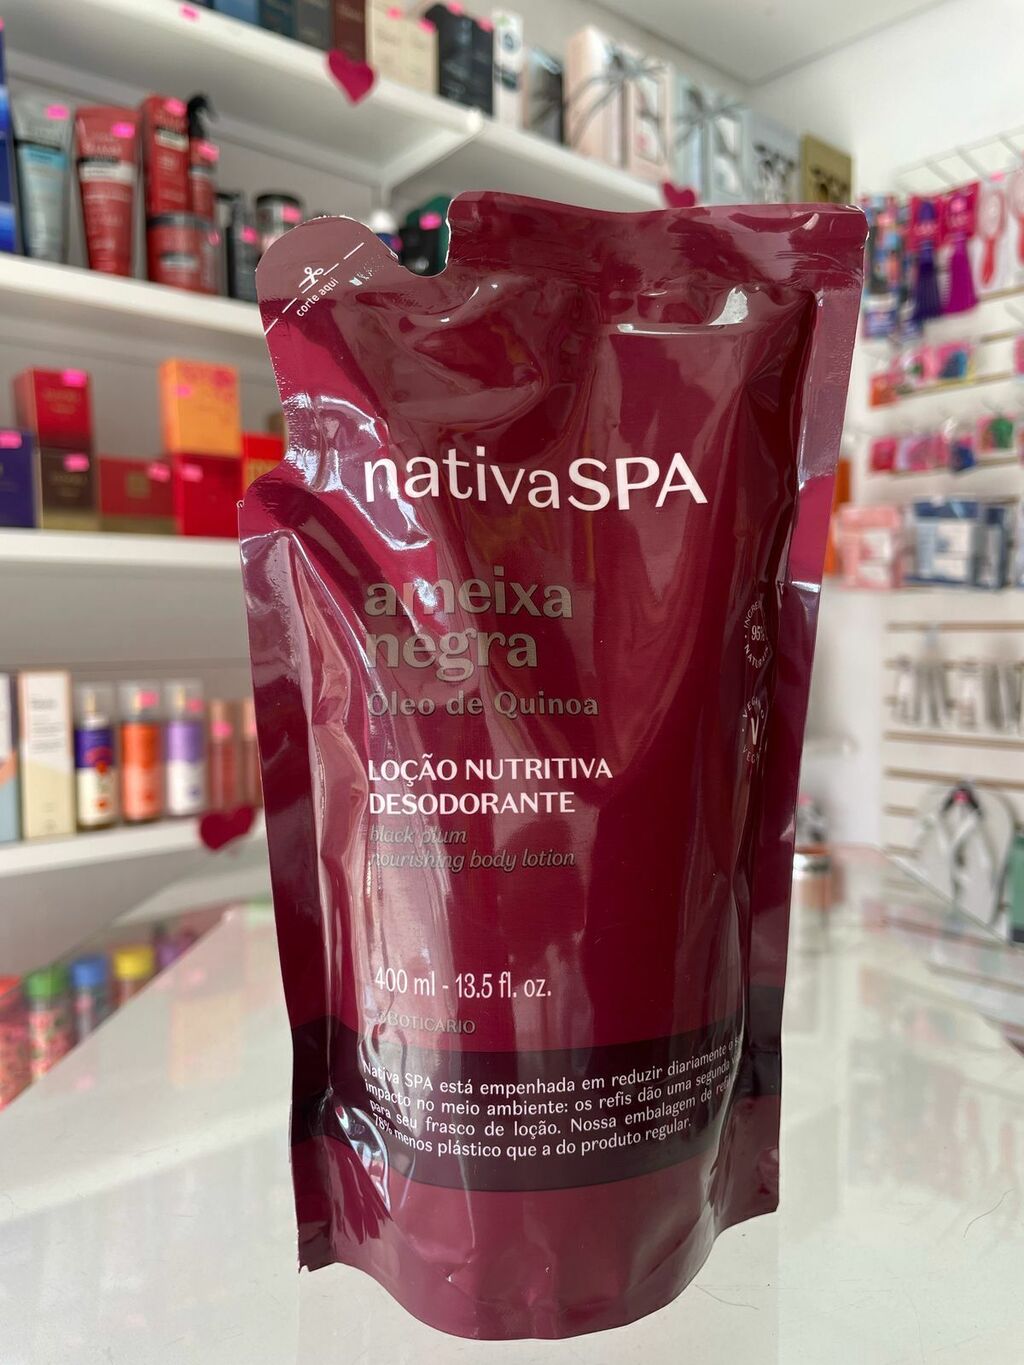 corte aqui
nativaSPA
ameixa
negra
Óleo de Quinoa
LOÇÃO NUTRITIVA
DESODORANTE
black plum
nourishing body lotion
400 ml - 13.5 fl. oz.
BOTICARIO
Nativa SPA está empenhada em reduzir diariamente o
impacto no meio ambiente: os refis dão uma segunda
para seu frasco de loção. Nossa embalagem de
78% menos plástico que a do produto regular.
95%